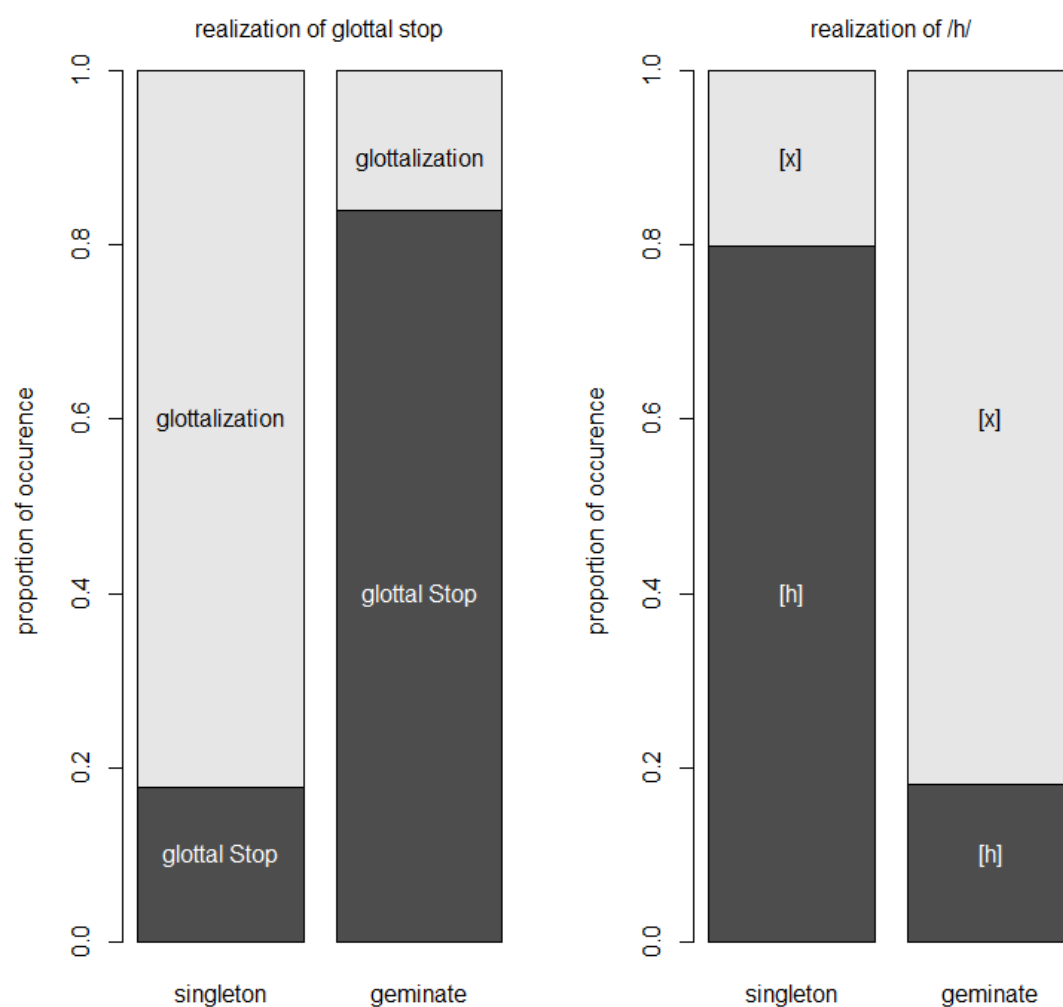 realization of glottal stop
proportion of occurence
1.0
0.8
0.6
0.4
0.2
0.0
glottalization
glottal Stop
glottalization
glottal Stop
singleton
geminate
realization of /h/
proportion of occurence
1.0
0.8
0.6
0.4
0.2
0.0
[x]
[h]
[x]
[h]
singleton
geminate